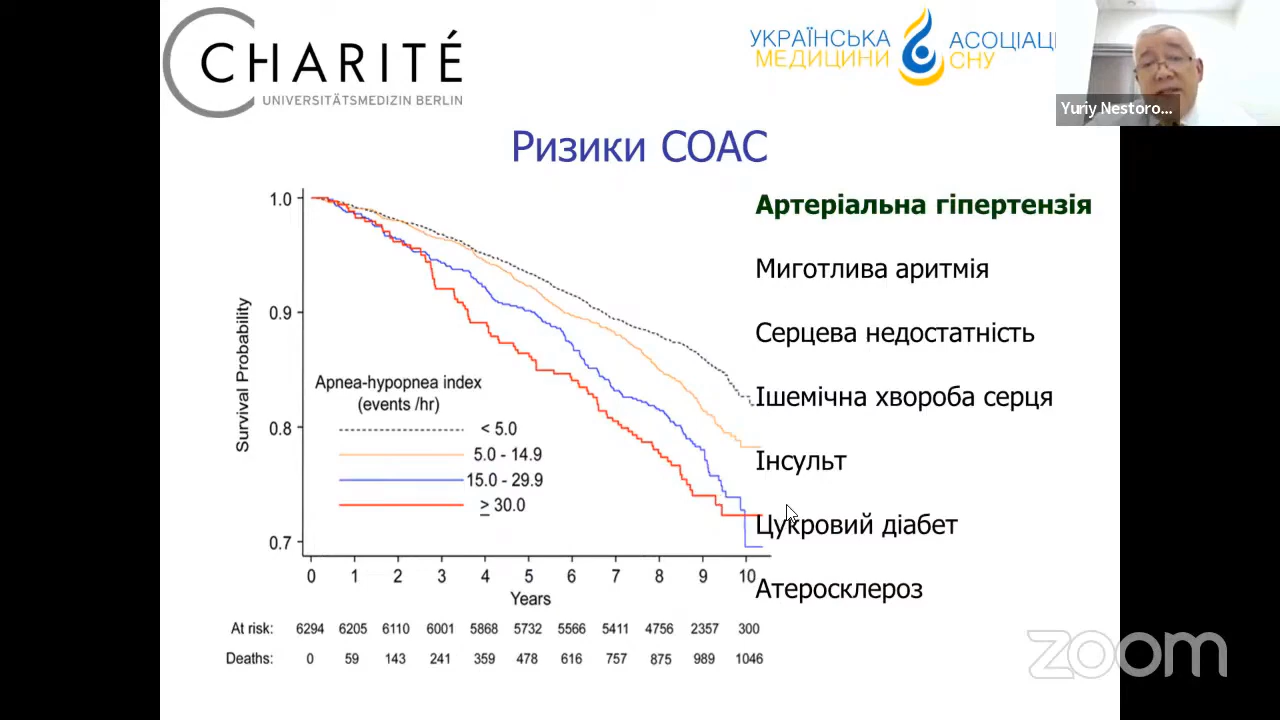 CHARITÉ
UNIVERSITÄTSMEDIZIN BERLIN
УКРАЇНСЬКА АСОЦІАЦІ
МЕДИЦИНИ СНУ
Yuriy Nestoro...
Ризики СОАС
Артеріальна гіпертензія
Миготлива аритмія
Серцева недостатність
Ішемічна хвороба серця
Інсульт
Цукровий діабет
Атеросклероз
Survival Probability
1.0
0.9
0.8
0.7
Apnea-hypopnea index
(events /hr)
< 5.0
5.0 - 14.9
15.0 - 29.9
≥ 30.0
0 1 2 3 4 5 6 7 8 9 10
Years
At risk: 6294 6205 6110 6001 5868 5732 5566 5411 4756 2357 300
Deaths: 0 59 143 241 359 478 616 757 875 989 1046
zoom